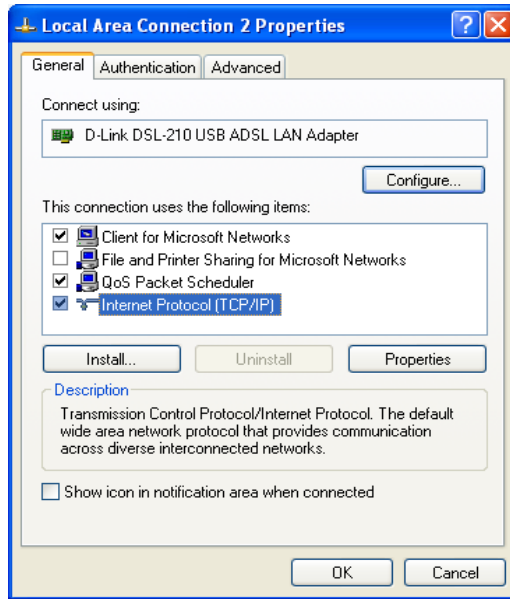 Local Area Connection 2 Properties
General Authentication Advanced
Connect using:
D-Link DSL-210 USB ADSL LAN Adapter
Configure...
This connection uses the following items:
Client for Microsoft Networks
File and Printer Sharing for Microsoft Networks
QoS Packet Scheduler
Internet Protocol (TCP/IP)
Install... Uninstall Properties
Description
Transmission Control Protocol/Internet Protocol. The default
wide area network protocol that provides communication
across diverse interconnected networks.
Show icon in notification area when connected
OK Cancel